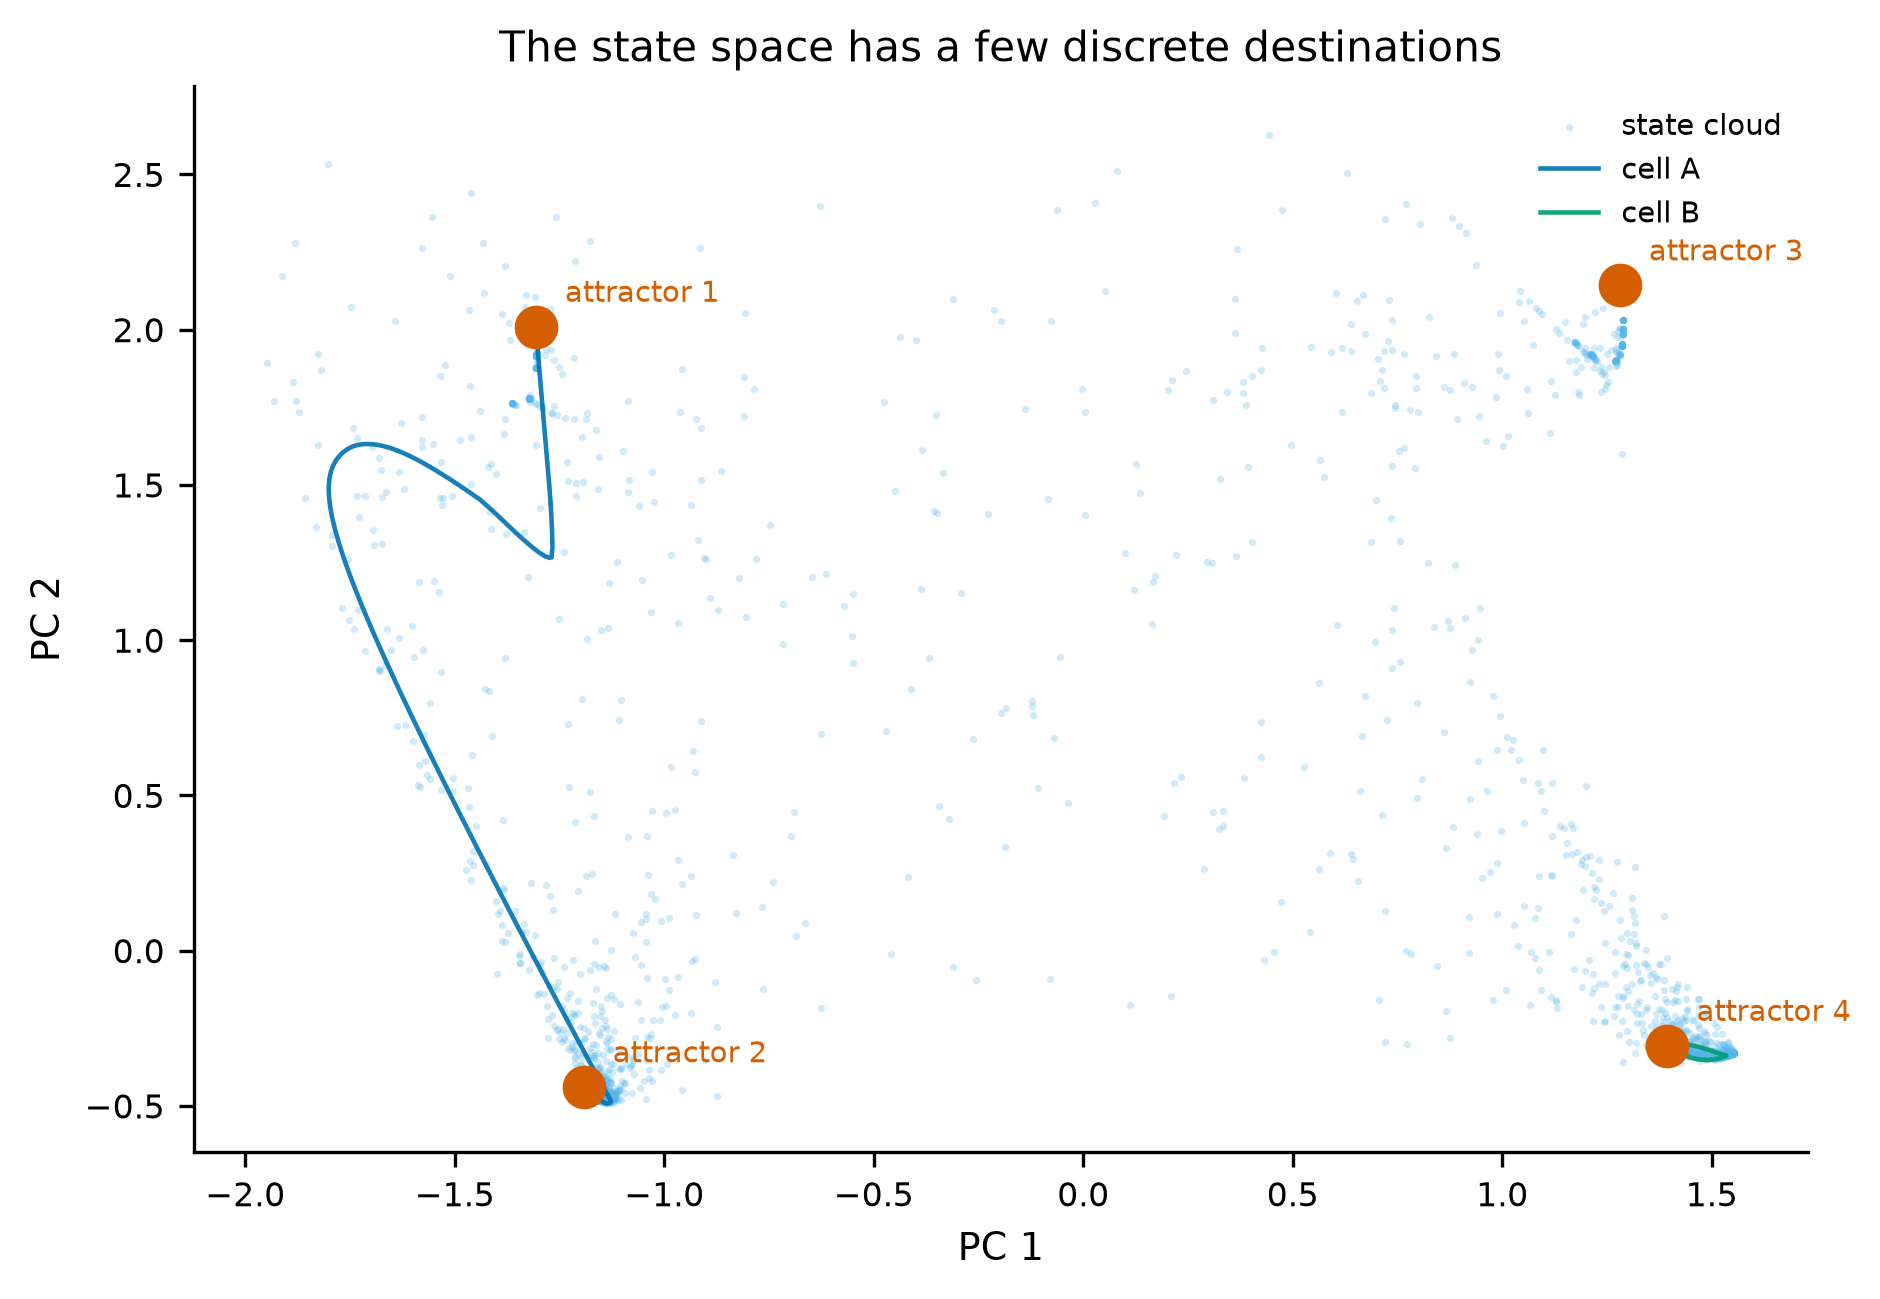 The state space has a few discrete destinations
state cloud
cell A
cell B
attractor 3
attractor 1
attractor 4
attractor 2
PC 2
2.5
2.0
1.5
1.0
0.5
0.0
−0.5
−2.0 −1.5 −1.0 −0.5 0.0 0.5 1.0 1.5
PC 1